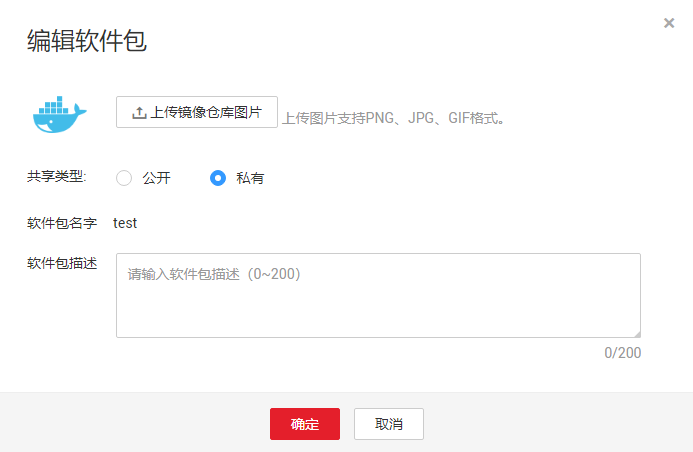 编辑软件包
上传镜像仓库图片 上传图片支持PNG、JPG、GIF格式。
共享类型: 公开 私有
软件包名字 test
软件包描述 请输入软件包描述（0~200）
0/200
确定 取消